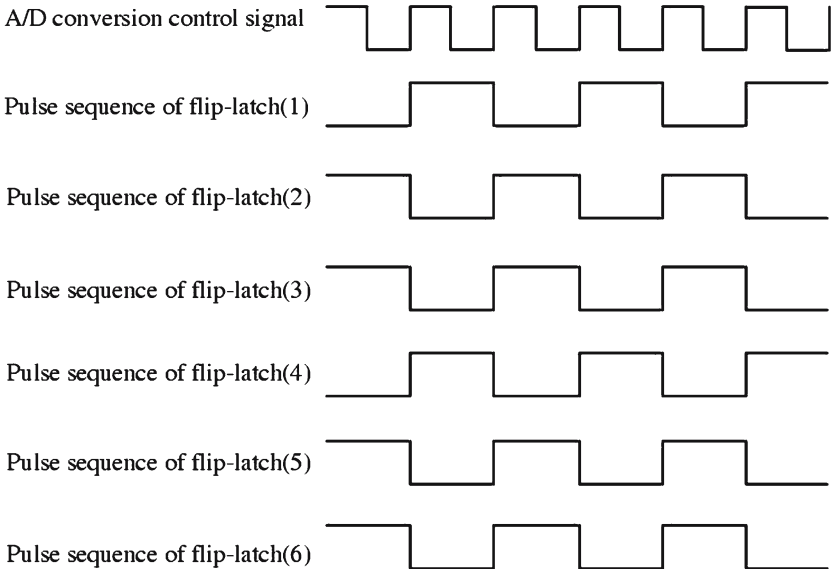 A/D conversion control signal
Pulse sequence of flip-latch(1)
Pulse sequence of flip-latch(2)
Pulse sequence of flip-latch(3)
Pulse sequence of flip-latch(4)
Pulse sequence of flip-latch(5)
Pulse sequence of flip-latch(6)